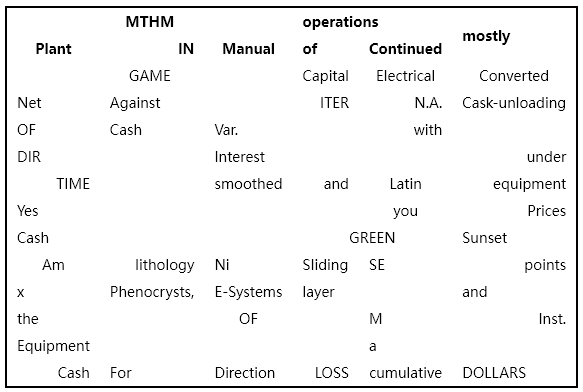 MTHM operations mostly
Plant IN Manual of Continued
GAME Capital Electrical Converted
Net Against ITER N.A. Cask-unloading
OF Cash Var. with
DIR Interest under
TIME smoothed and Latin equipment
Yes you Prices
Cash GREEN Sunset
Am lithology Ni Sliding SE points
x Phenocrysts, E-Systems layer and
the OF M Inst.
Equipment a
Cash For Direction LOSS cumulative DOLLARS